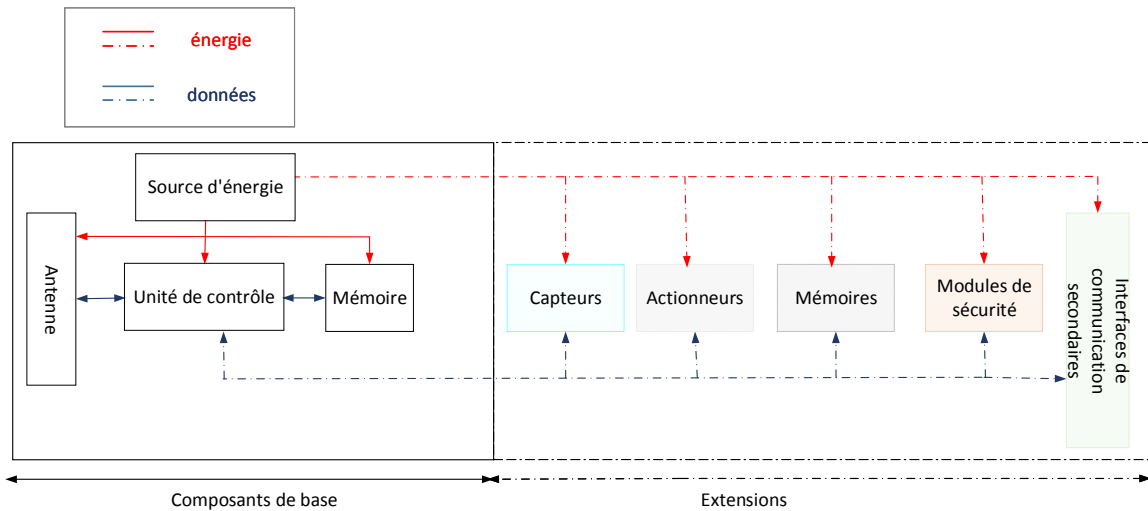 énergie
données
Source d'énergie
Antenne
Unité de contrôle
Mémoire
Capteurs
Actionneurs
Mémoires
Modules de
sécurité
Interfaces de
communication
secondaires
Composants de base
Extensions